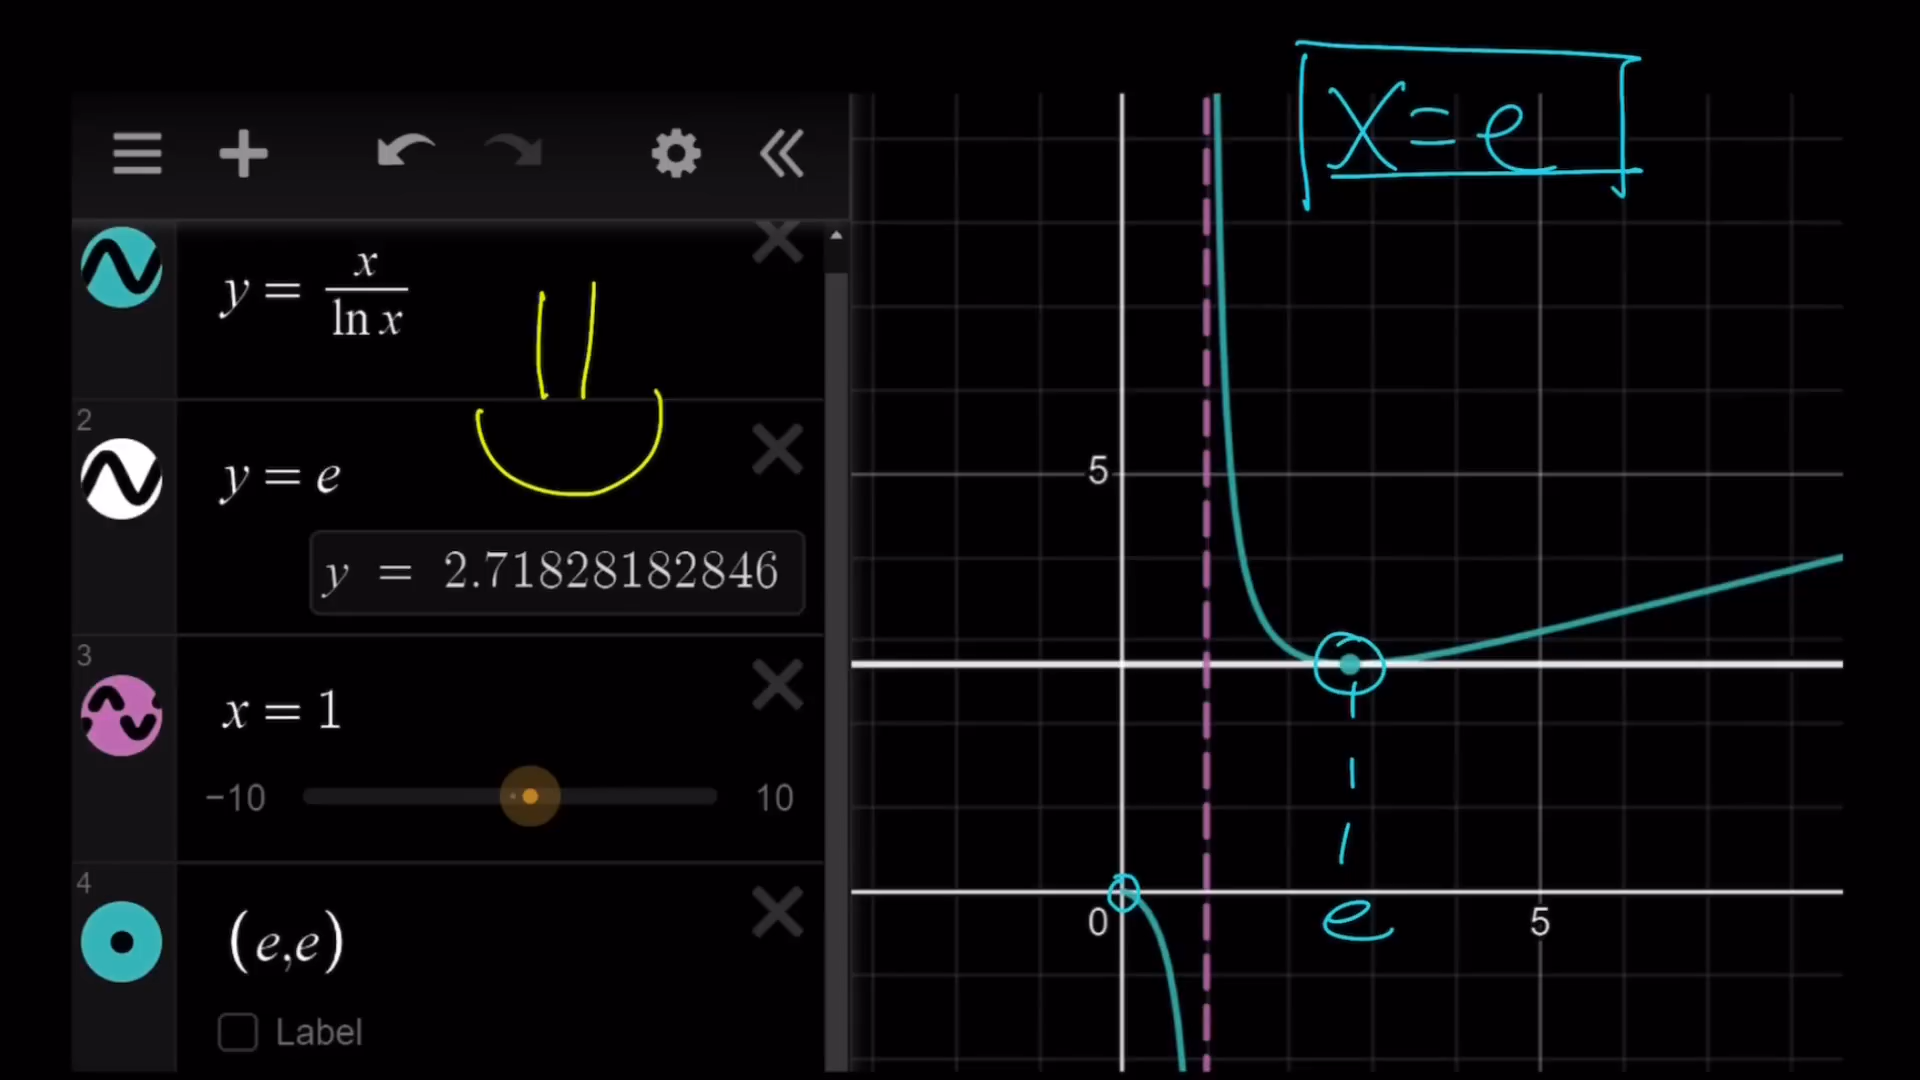 X=e
y = x
ln x
2
y = e
y = 2.71828182846
3
x = 1
−10
10
4
(e,e)
Label
5
0
e
5